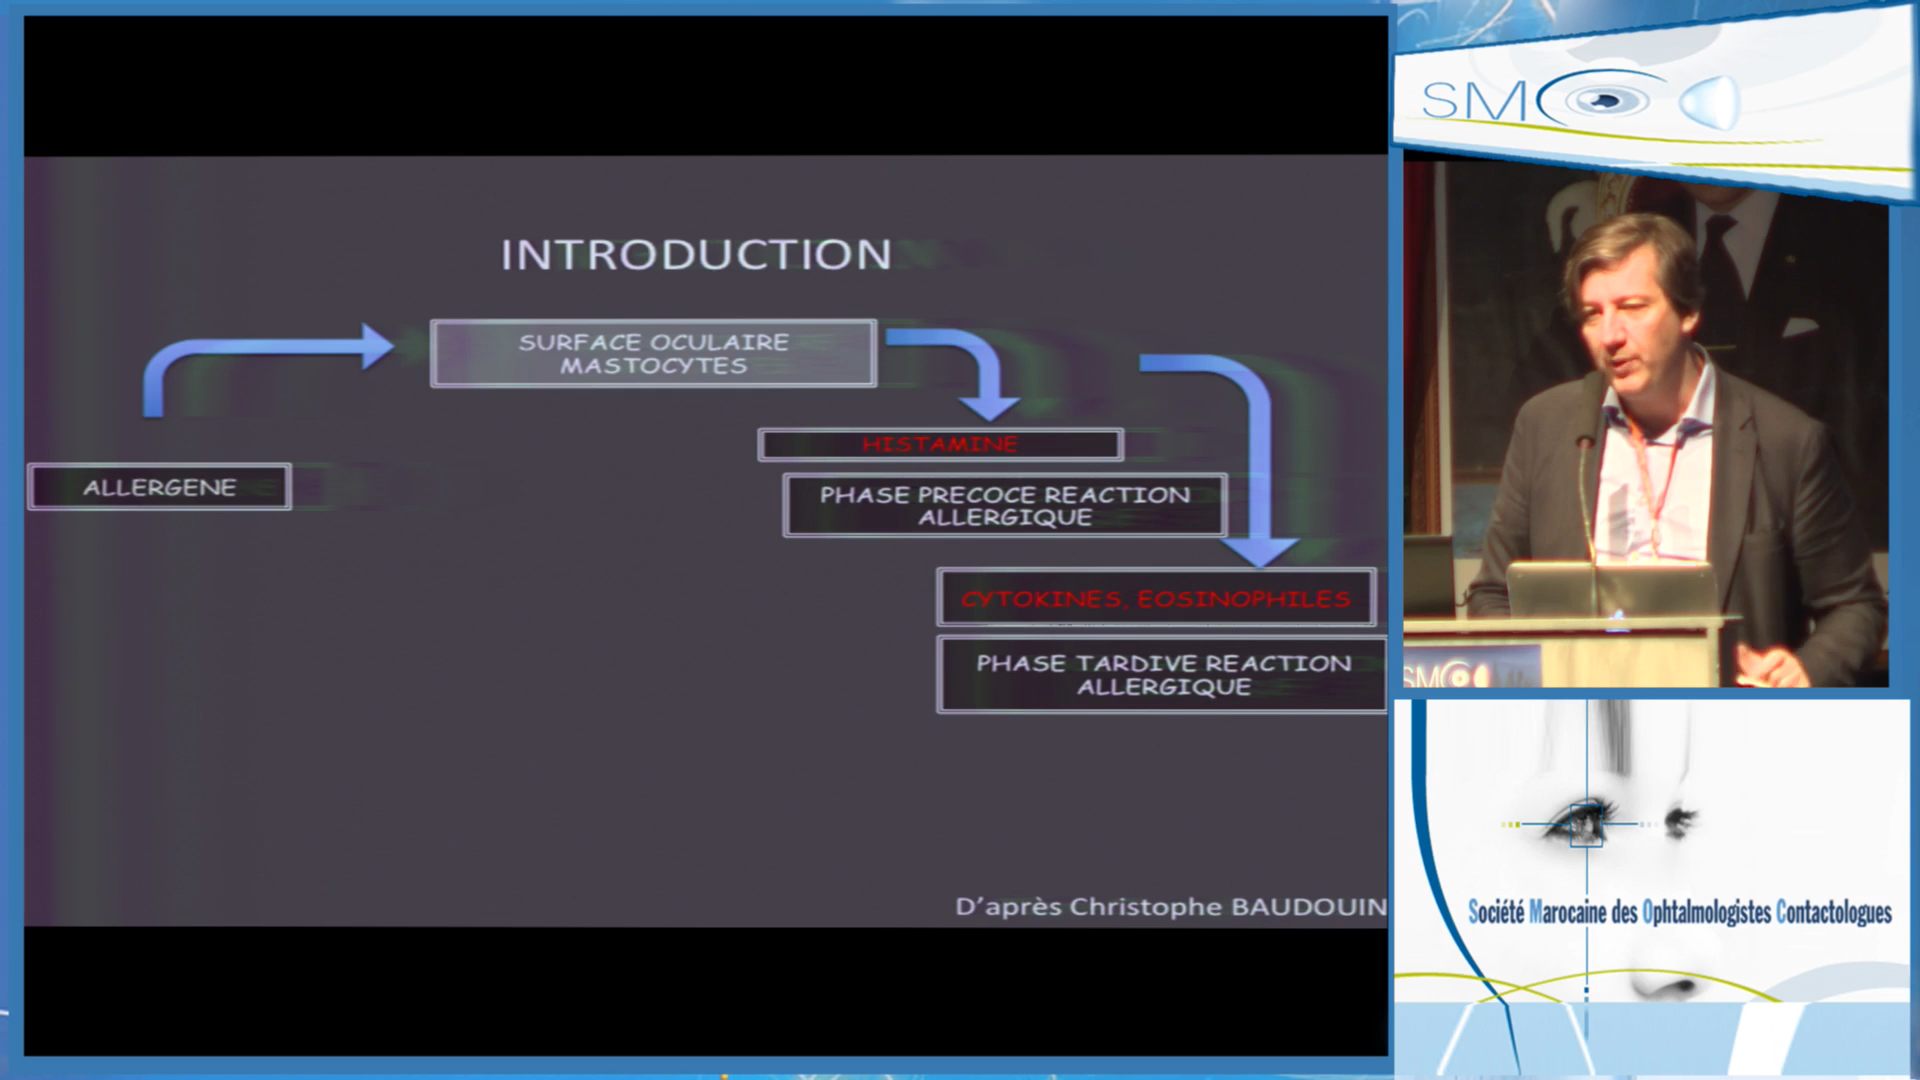 INTRODUCTION
SURFACE OCULAIRE
MASTOCYTES
HISTAMINE
ALLERGENE
PHASE PRECOCE REACTION
ALLERGIQUE
CYTOKINES, EOSINOPHILES
PHASE TARDIVE REACTION
ALLERGIQUE
D'après Christophe BAUDOUIN
SMC
SMC
Société Marocaine des Ophtalmologistes Contactologues